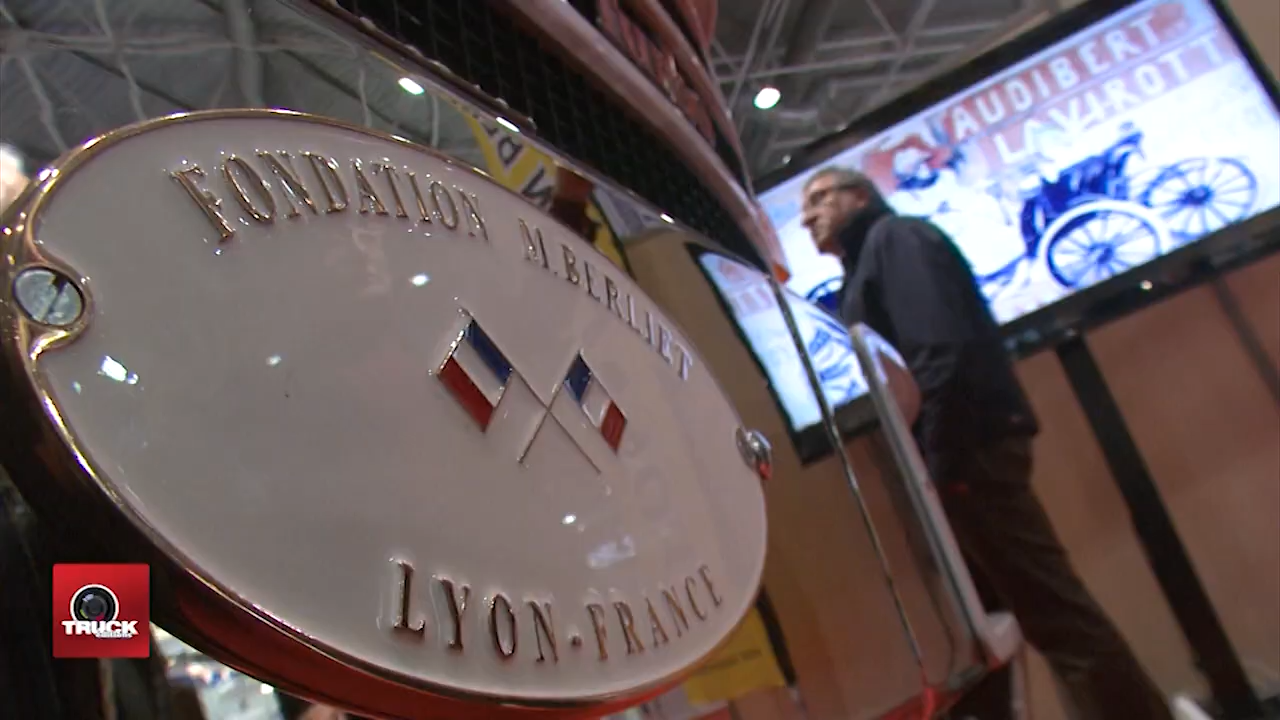 FONDATION M.BERLIET
LYON·FRANCE
AUDIBERT
LAVIROTT
TRUCK